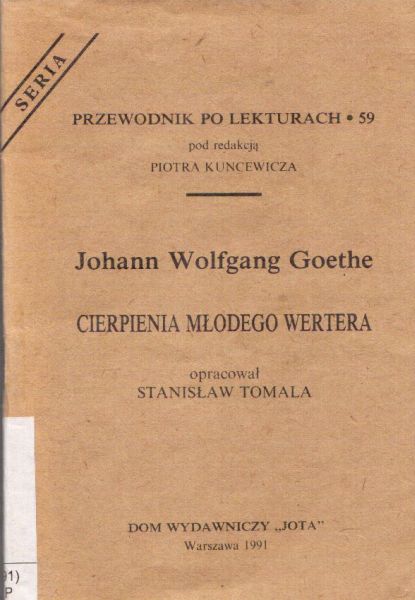 SERIA
PRZEWODNIK PO LEKTURACH • 59
pod redakcją
PIOTRA KUNCEWICZA
Johann Wolfgang Goethe
CIERPIENIA MŁODEGO WERTERA
opracował
STANISŁAW TOMALA
DOM WYDAWNICZY „JOTA"
Warszawa 1991
91)
P